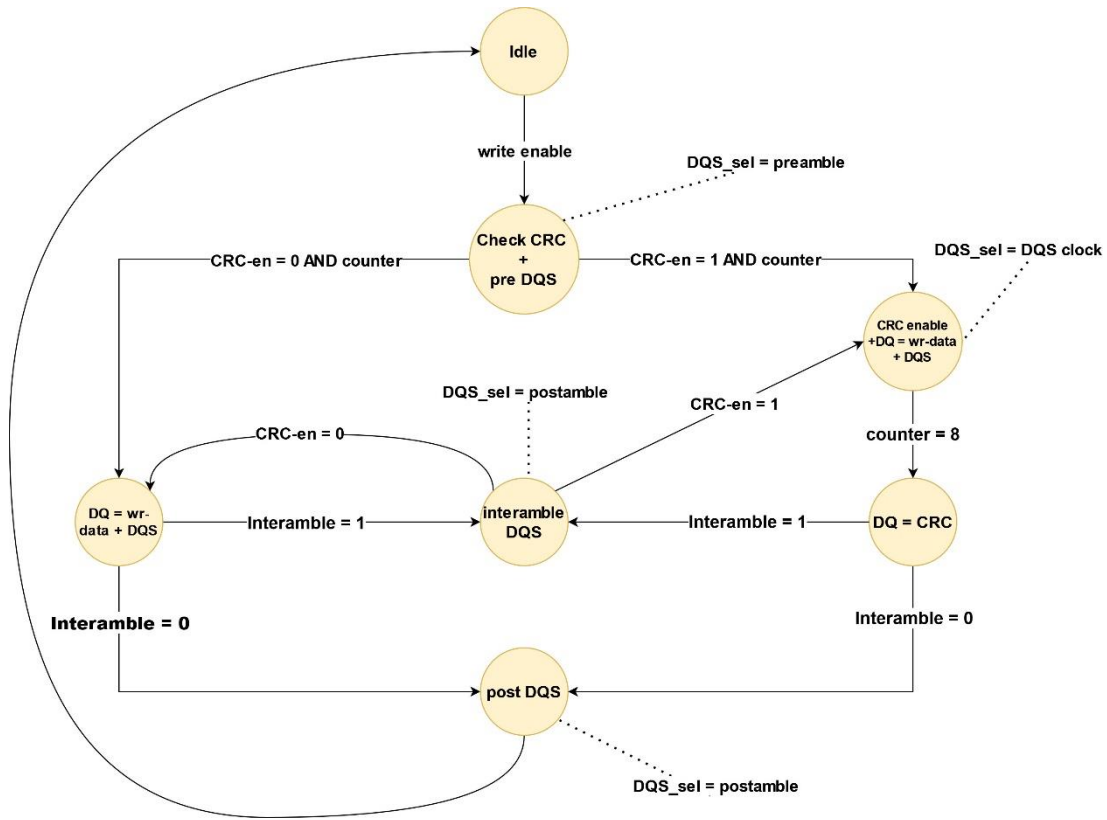 Idle
write enable
DQS_sel = preamble
Check CRC
+
pre DQS
CRC-en = 0 AND counter
CRC-en = 1 AND counter
DQS_sel = DQS clock
CRC enable
+DQ = wr-data
+ DQS
DQS_sel = postamble
CRC-en = 1
CRC-en = 0
counter = 8
DQ = wr-
data + DQS
Interamble = 1
interamble
DQS
Interamble = 1
DQ = CRC
Interamble = 0
Interamble = 0
post DQS
DQS_sel = postamble